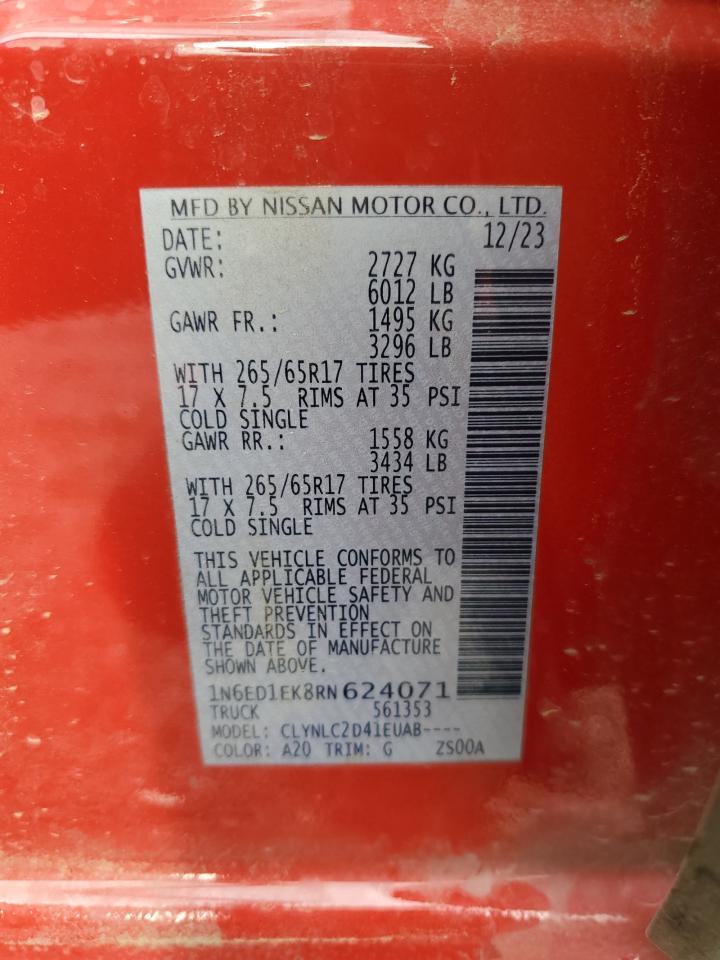 MFD BY NISSAN MOTOR CO., LTD.
DATE: 12/23
GVWR: 2727 KG
6012 LB
GAWR FR.: 1495 KG
3296 LB
WITH 265/65R17 TIRES
17 X 7.5 RIMS AT 35 PSI
COLD SINGLE
GAWR RR.: 1558 KG
3434 LB
WITH 265/65R17 TIRES
17 X 7.5 RIMS AT 35 PSI
COLD SINGLE
THIS VEHICLE CONFORMS TO
ALL APPLICABLE FEDERAL
MOTOR VEHICLE SAFETY AND
THEFT PREVENTION
STANDARDS IN EFFECT ON
THE DATE OF MANUFACTURE
SHOWN ABOVE.
1N6ED1EK8RN624071
TRUCK 561353
MODEL: CLYNLC2D41EUAB----
COLOR: A20 TRIM: G ZS00A